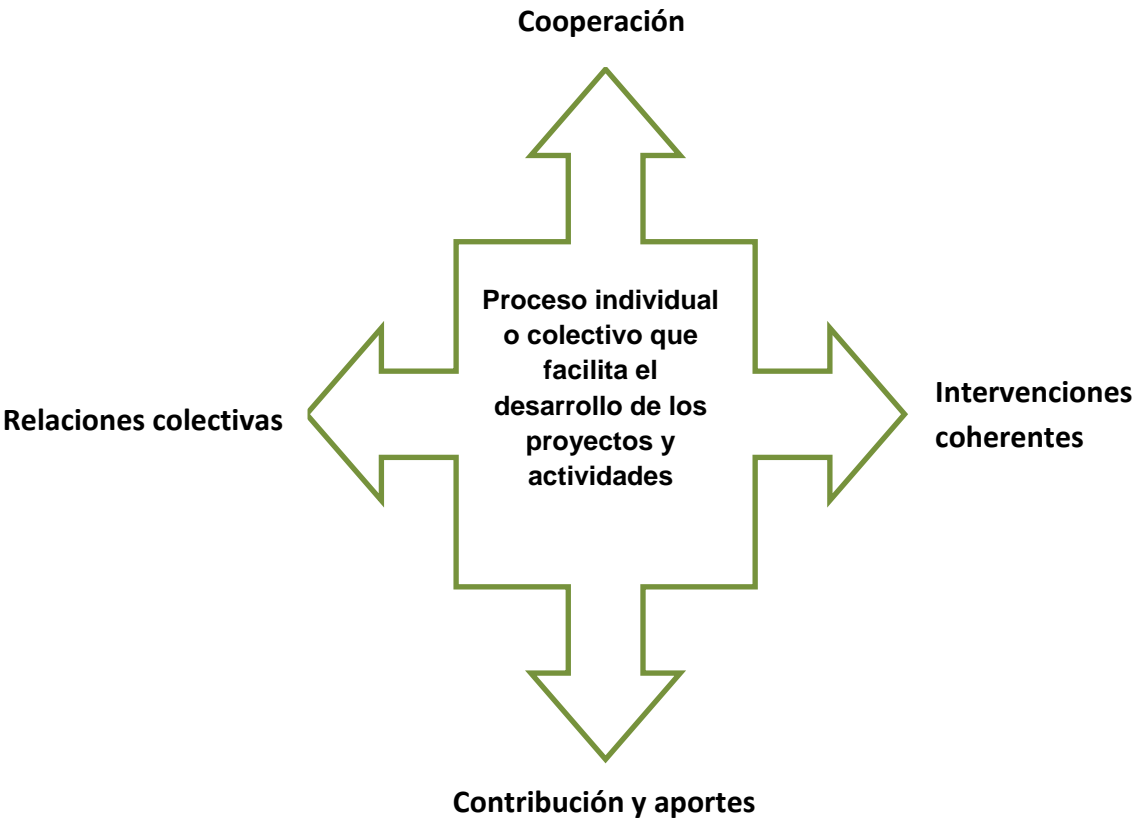 Cooperación
Proceso individual
o colectivo que
facilita el
desarrollo de los
proyectos y
actividades
Relaciones colectivas
Intervenciones
coherentes
Contribución y aportes